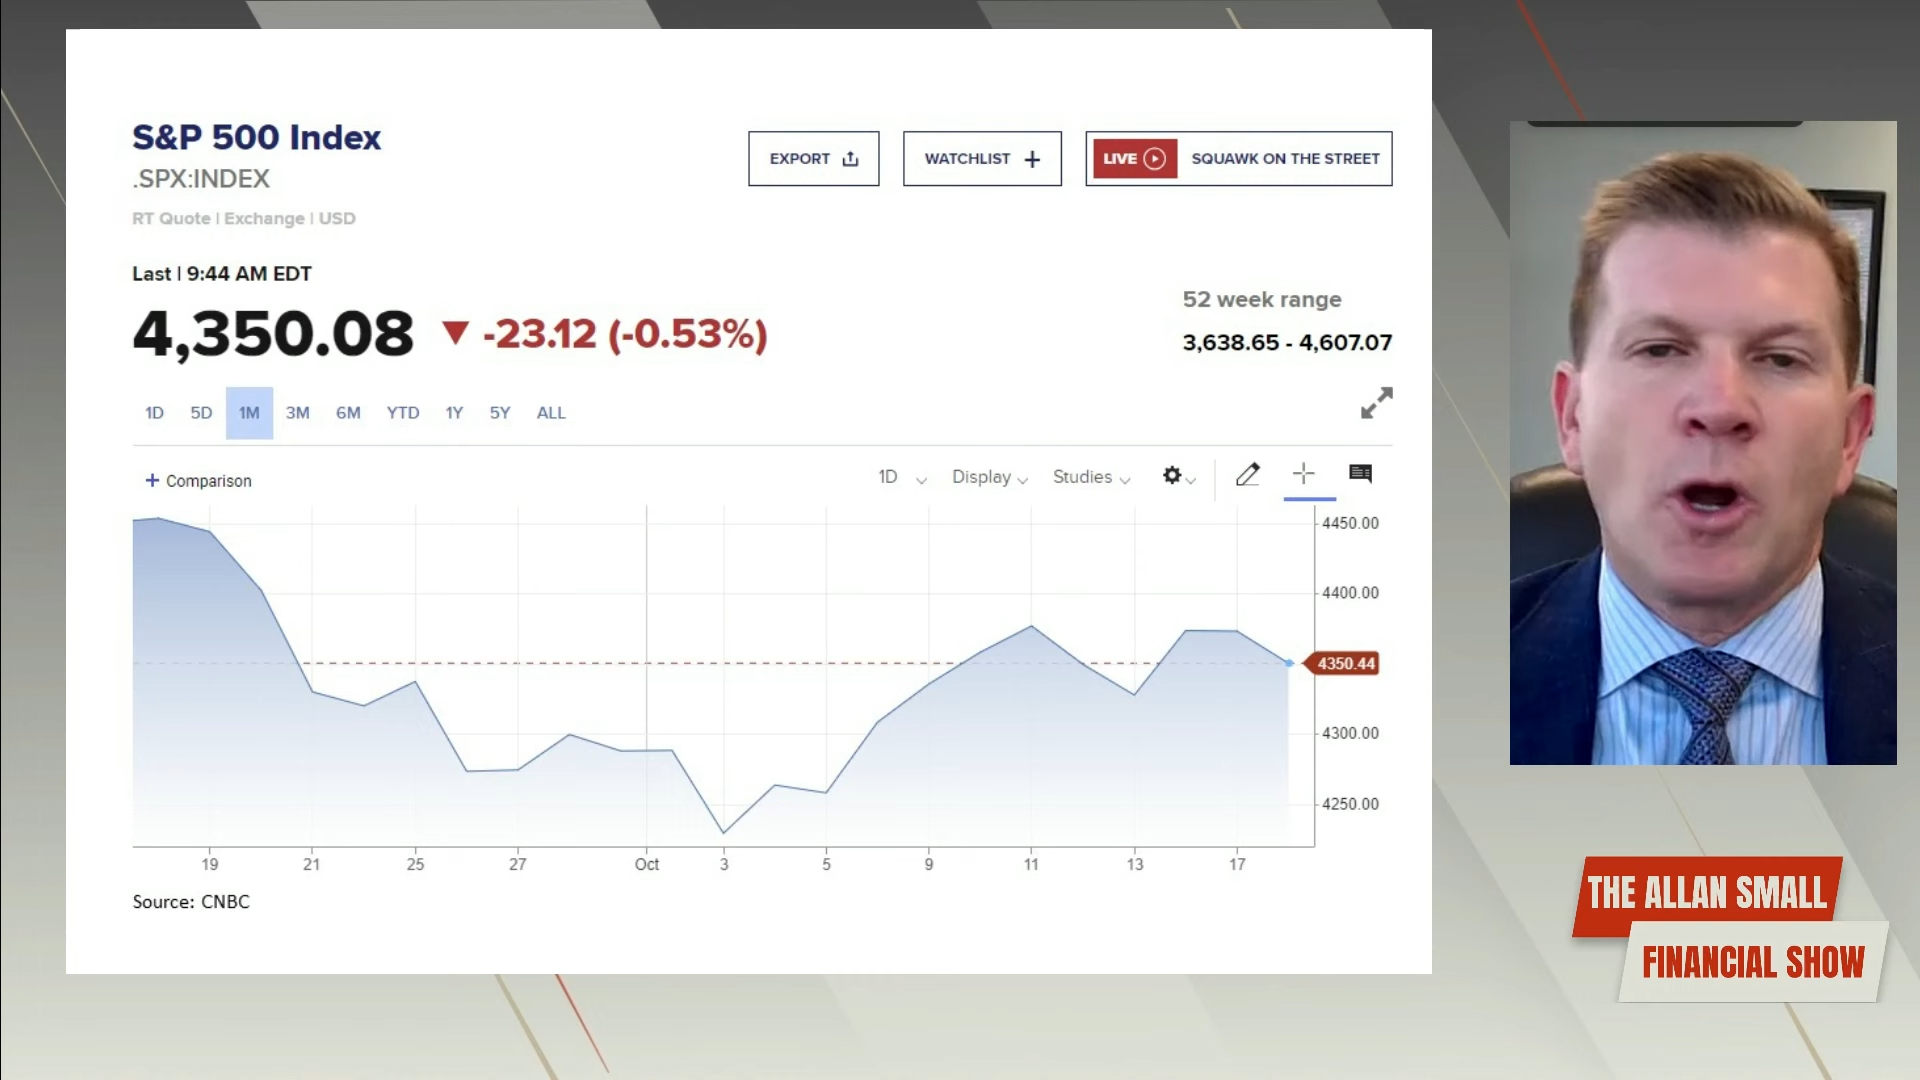 S&P 500 Index
.SPX:INDEX
RT Quote | Exchange | USD
EXPORT
WATCHLIST
LIVE
SQUAWK ON THE STREET
Last | 9:44 AM EDT
4,350.08 -23.12 (-0.53%)
52 week range
3,638.65 - 4,607.07
1D 5D 1M 3M 6M YTD 1Y 5Y ALL
+ Comparison
1D Display Studies
4450.00
4400.00
4350.44
4300.00
4250.00
19 21 25 27 Oct 3 5 9 11 13 17
Source: CNBC
THE ALLAN SMALL
FINANCIAL SHOW